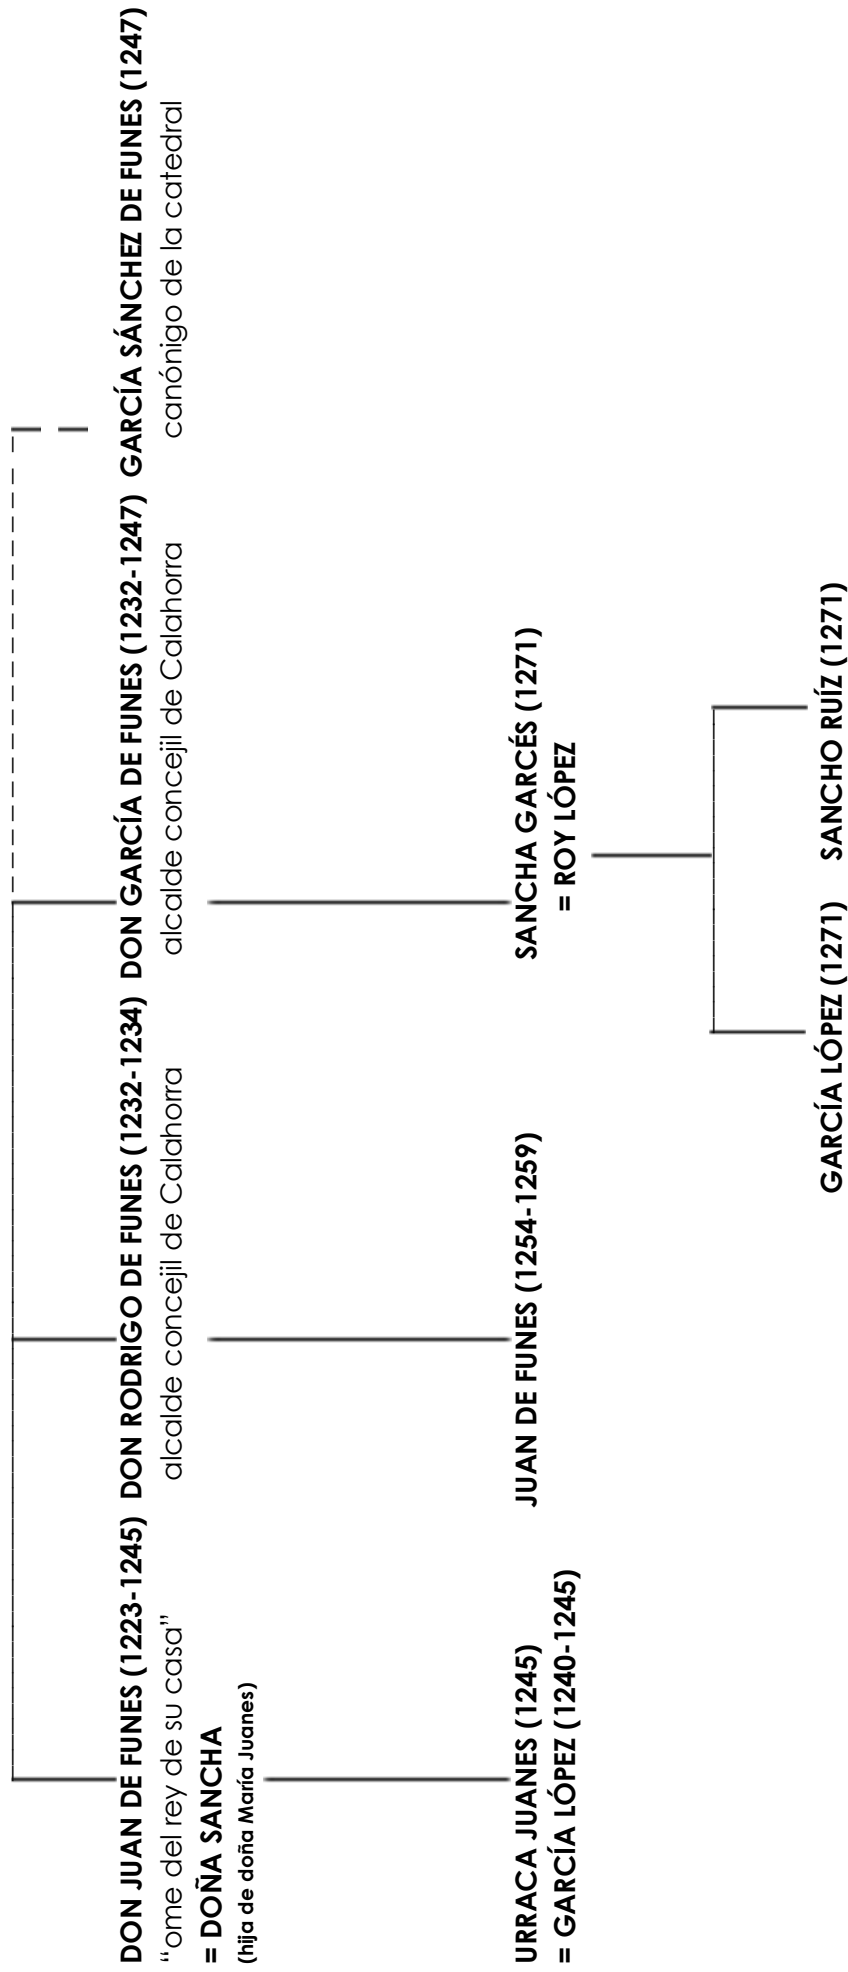 DON JUAN DE FUNES (1223-1245)
“ome del rey de su casa”
= DOÑA SANCHA
(hija de doña María Juanes)
DON RODRIGO DE FUNES (1232-1234)
alcalde concejil de Calahorra
DON GARCÍA DE FUNES (1232-1247)
alcalde concejil de Calahorra
GARCÍA SÁNCHEZ DE FUNES (1247)
canónigo de la catedral
URRACA JUANES (1245)
= GARCÍA LÓPEZ (1240-1245)
JUAN DE FUNES (1254-1259)
SANCHA GARCÉS (1271)
= ROY LÓPEZ
GARCÍA LÓPEZ (1271)
SANCHO RUÍZ (1271)